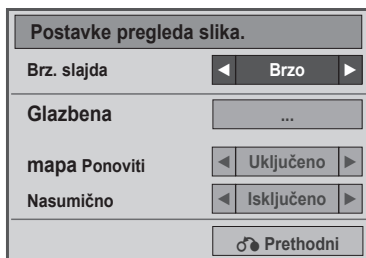 Postavke pregleda slika.
Brz. slajda ◄ Brzo ►
Glazbena ...
mapa Ponoviti ◄ Uključeno ►
Nasumično ◄ Isključeno ►
Prethodni